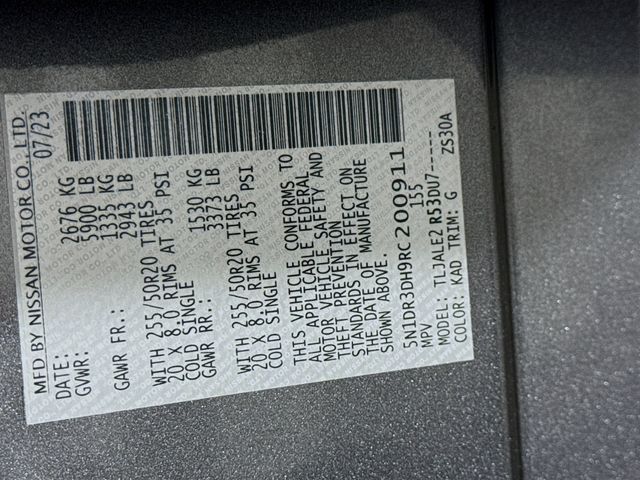 MFD BY NISSAN MOTOR CO., LTD.
DATE: 07/23
GVWR: 2676 KG
5900 LB
GAWR FR.: 1335 KG
2943 LB
WITH 255/50R20 TIRES
20 X 8.0 RIMS AT 35 PSI
COLD SINGLE
GAWR RR.: 1530 KG
3373 LB
WITH 255/50R20 TIRES
20 X 8.0 RIMS AT 35 PSI
COLD SINGLE
THIS VEHICLE CONFORMS TO
ALL APPLICABLE FEDERAL
MOTOR VEHICLE SAFETY AND
THEFT PREVENTION
STANDARDS IN EFFECT ON
THE DATE OF MANUFACTURE
SHOWN ABOVE.
5N1DR3DH9RC200911
MPV 155
MODEL: TLJALE2 R53DU7-----
COLOR: KAD TRIM: G ZS30A